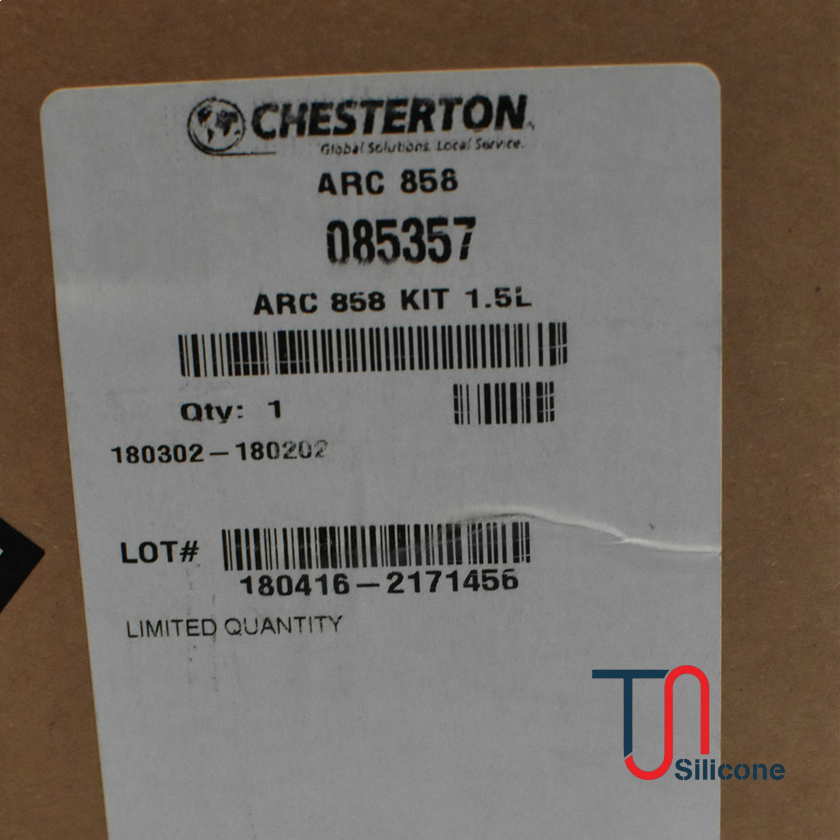 CHESTERTON
Global Solutions. Local Service.
ARC 858
085357
ARC 858 KIT 1.5L
Qty: 1
180302-180202
LOT#
180416-2171456
LIMITED QUANTITY
TS Silicone